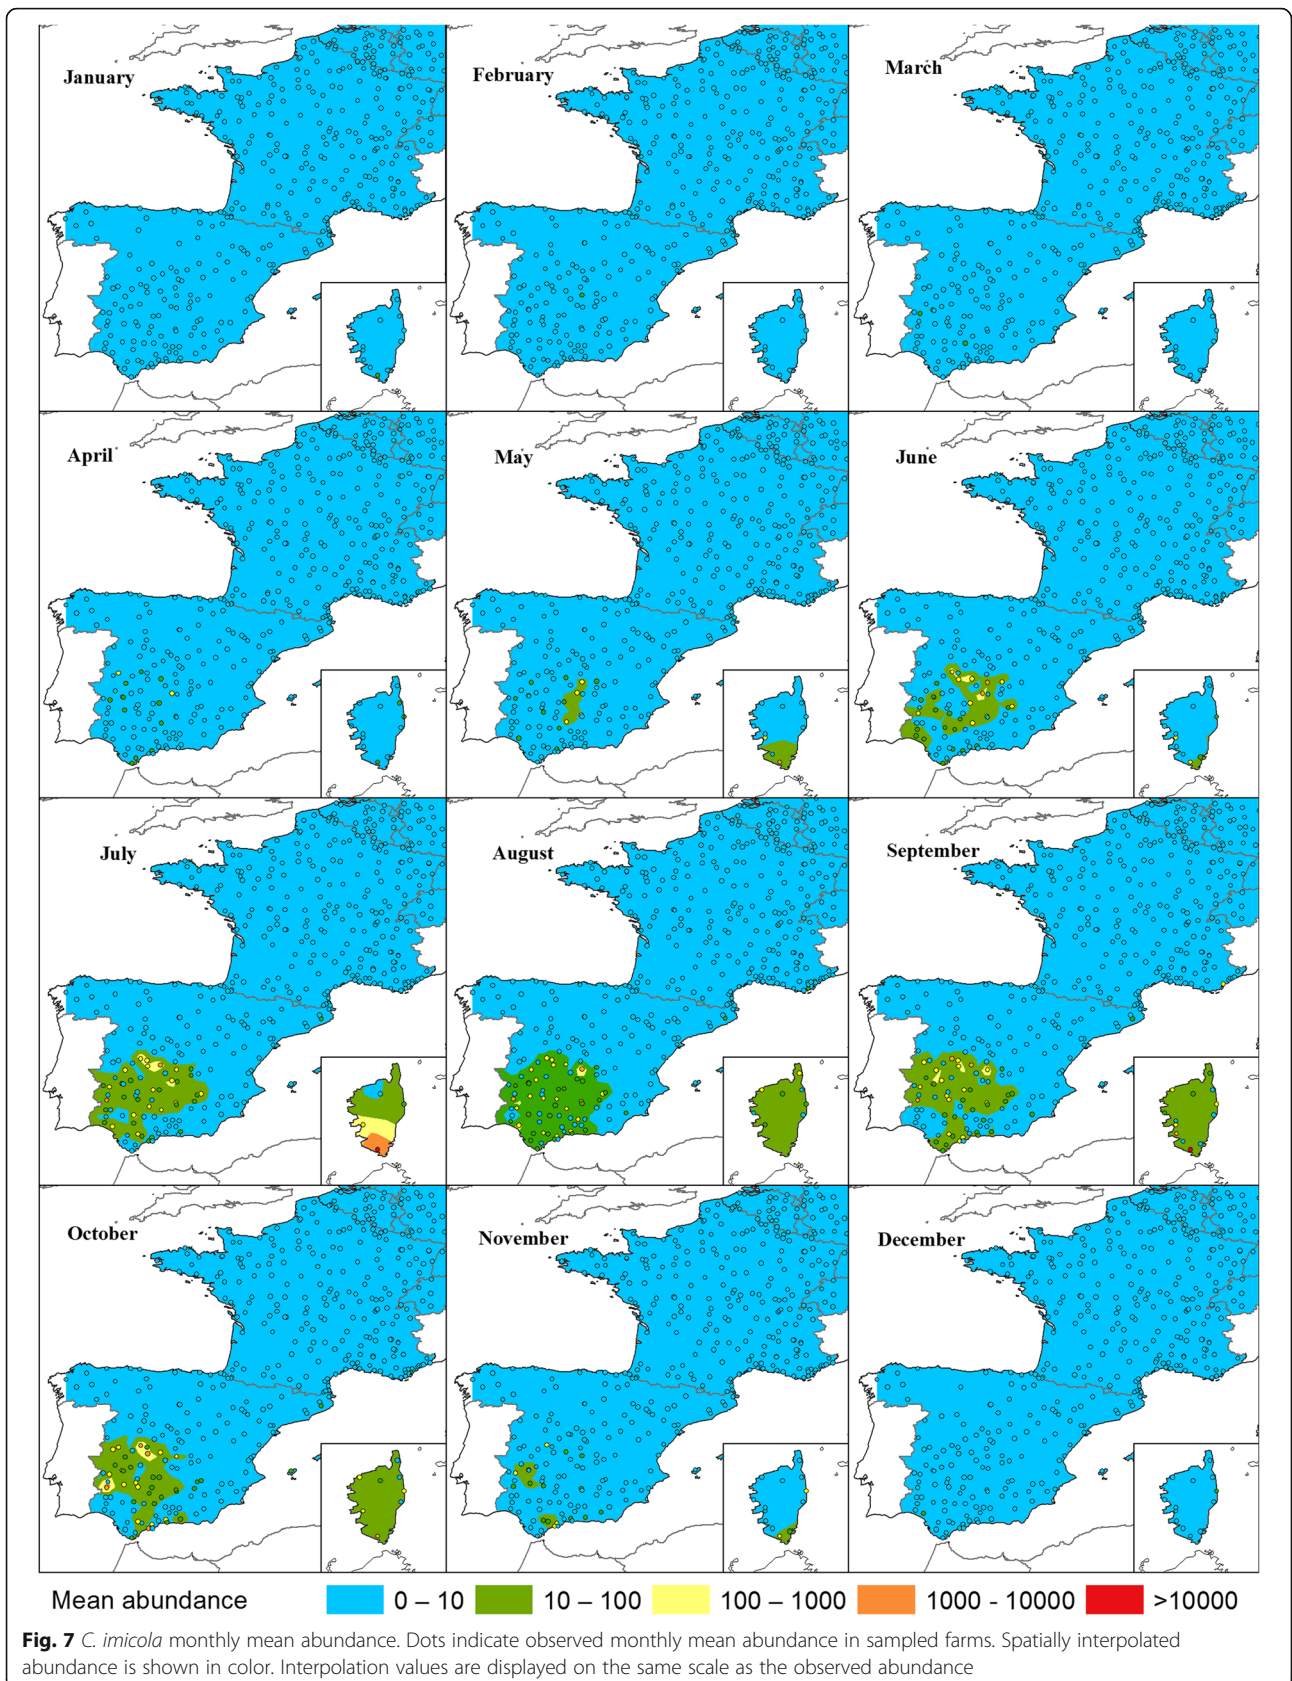 January
February
March
April
May
June
July
August
September
October
November
December
Mean abundance 0 – 10 10 – 100 100 – 1000 1000 - 10000 >10000
Fig. 7 C. imicola monthly mean abundance. Dots indicate observed monthly mean abundance in sampled farms. Spatially interpolated
abundance is shown in color. Interpolation values are displayed on the same scale as the observed abundance